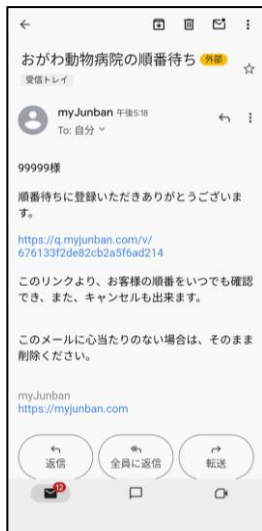 おがわ動物病院の順番待ち 外部
受信トレイ
myJunban 午後5:18
To: 自分
99999様
順番待ちに登録いただきありがとうございま
す。
https://q.myjunban.com/v/
676133f2de82cb2a5f6ad214
このリンクより、お客様の順番をいつでも確認
でき、また、キャンセルも出来ます。
このメールに心当たりのない場合は、そのまま
削除ください。
myJunban
https://myjunban.com
返信 全員に返信 転送
12